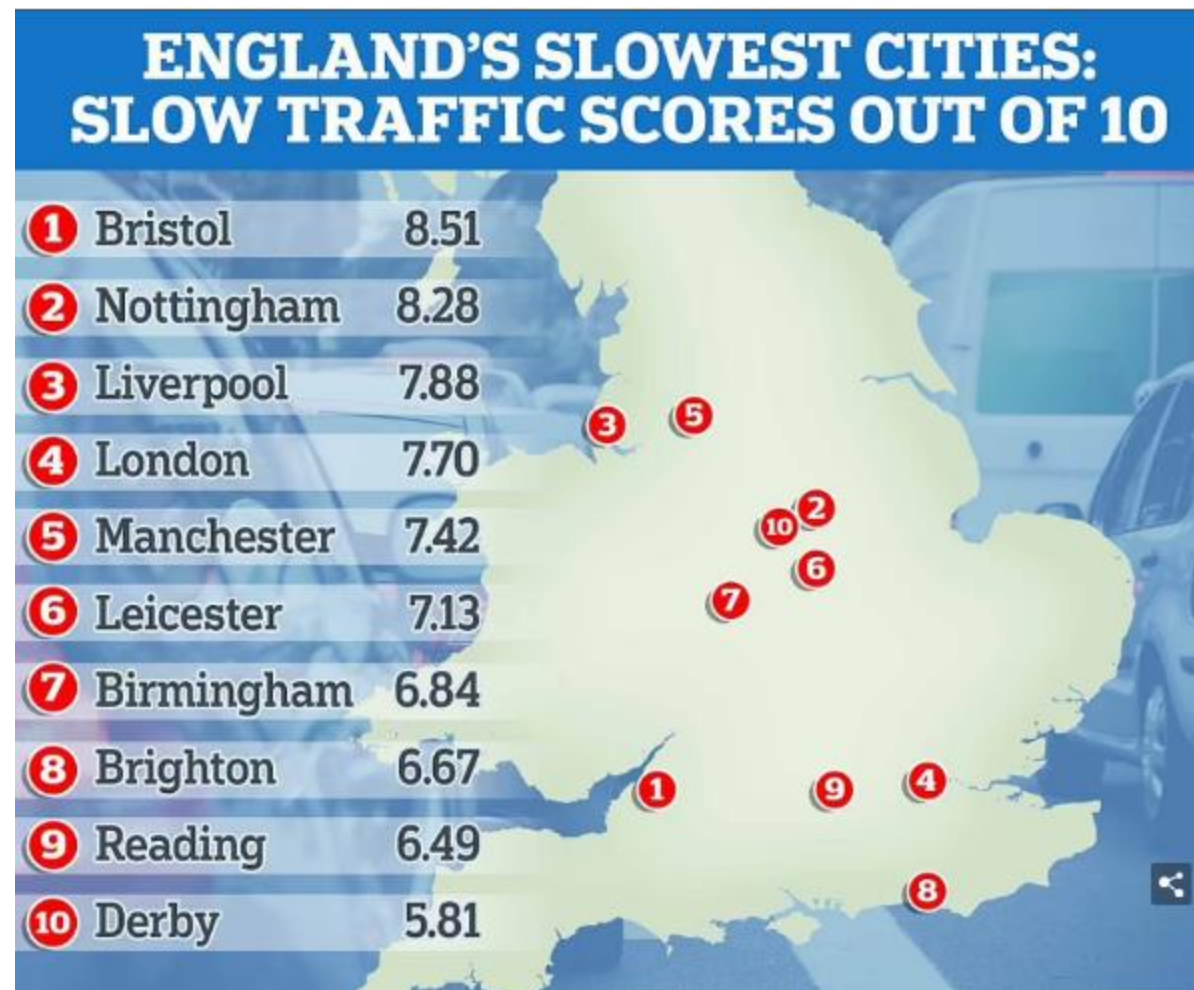 ENGLAND'S SLOWEST CITIES:
SLOW TRAFFIC SCORES OUT OF 10
1 Bristol 8.51
2 Nottingham 8.28
3 Liverpool 7.88
4 London 7.70
5 Manchester 7.42
6 Leicester 7.13
7 Birmingham 6.84
8 Brighton 6.67
9 Reading 6.49
10 Derby 5.81
3 5
2
10
6
7
1 9 4
8